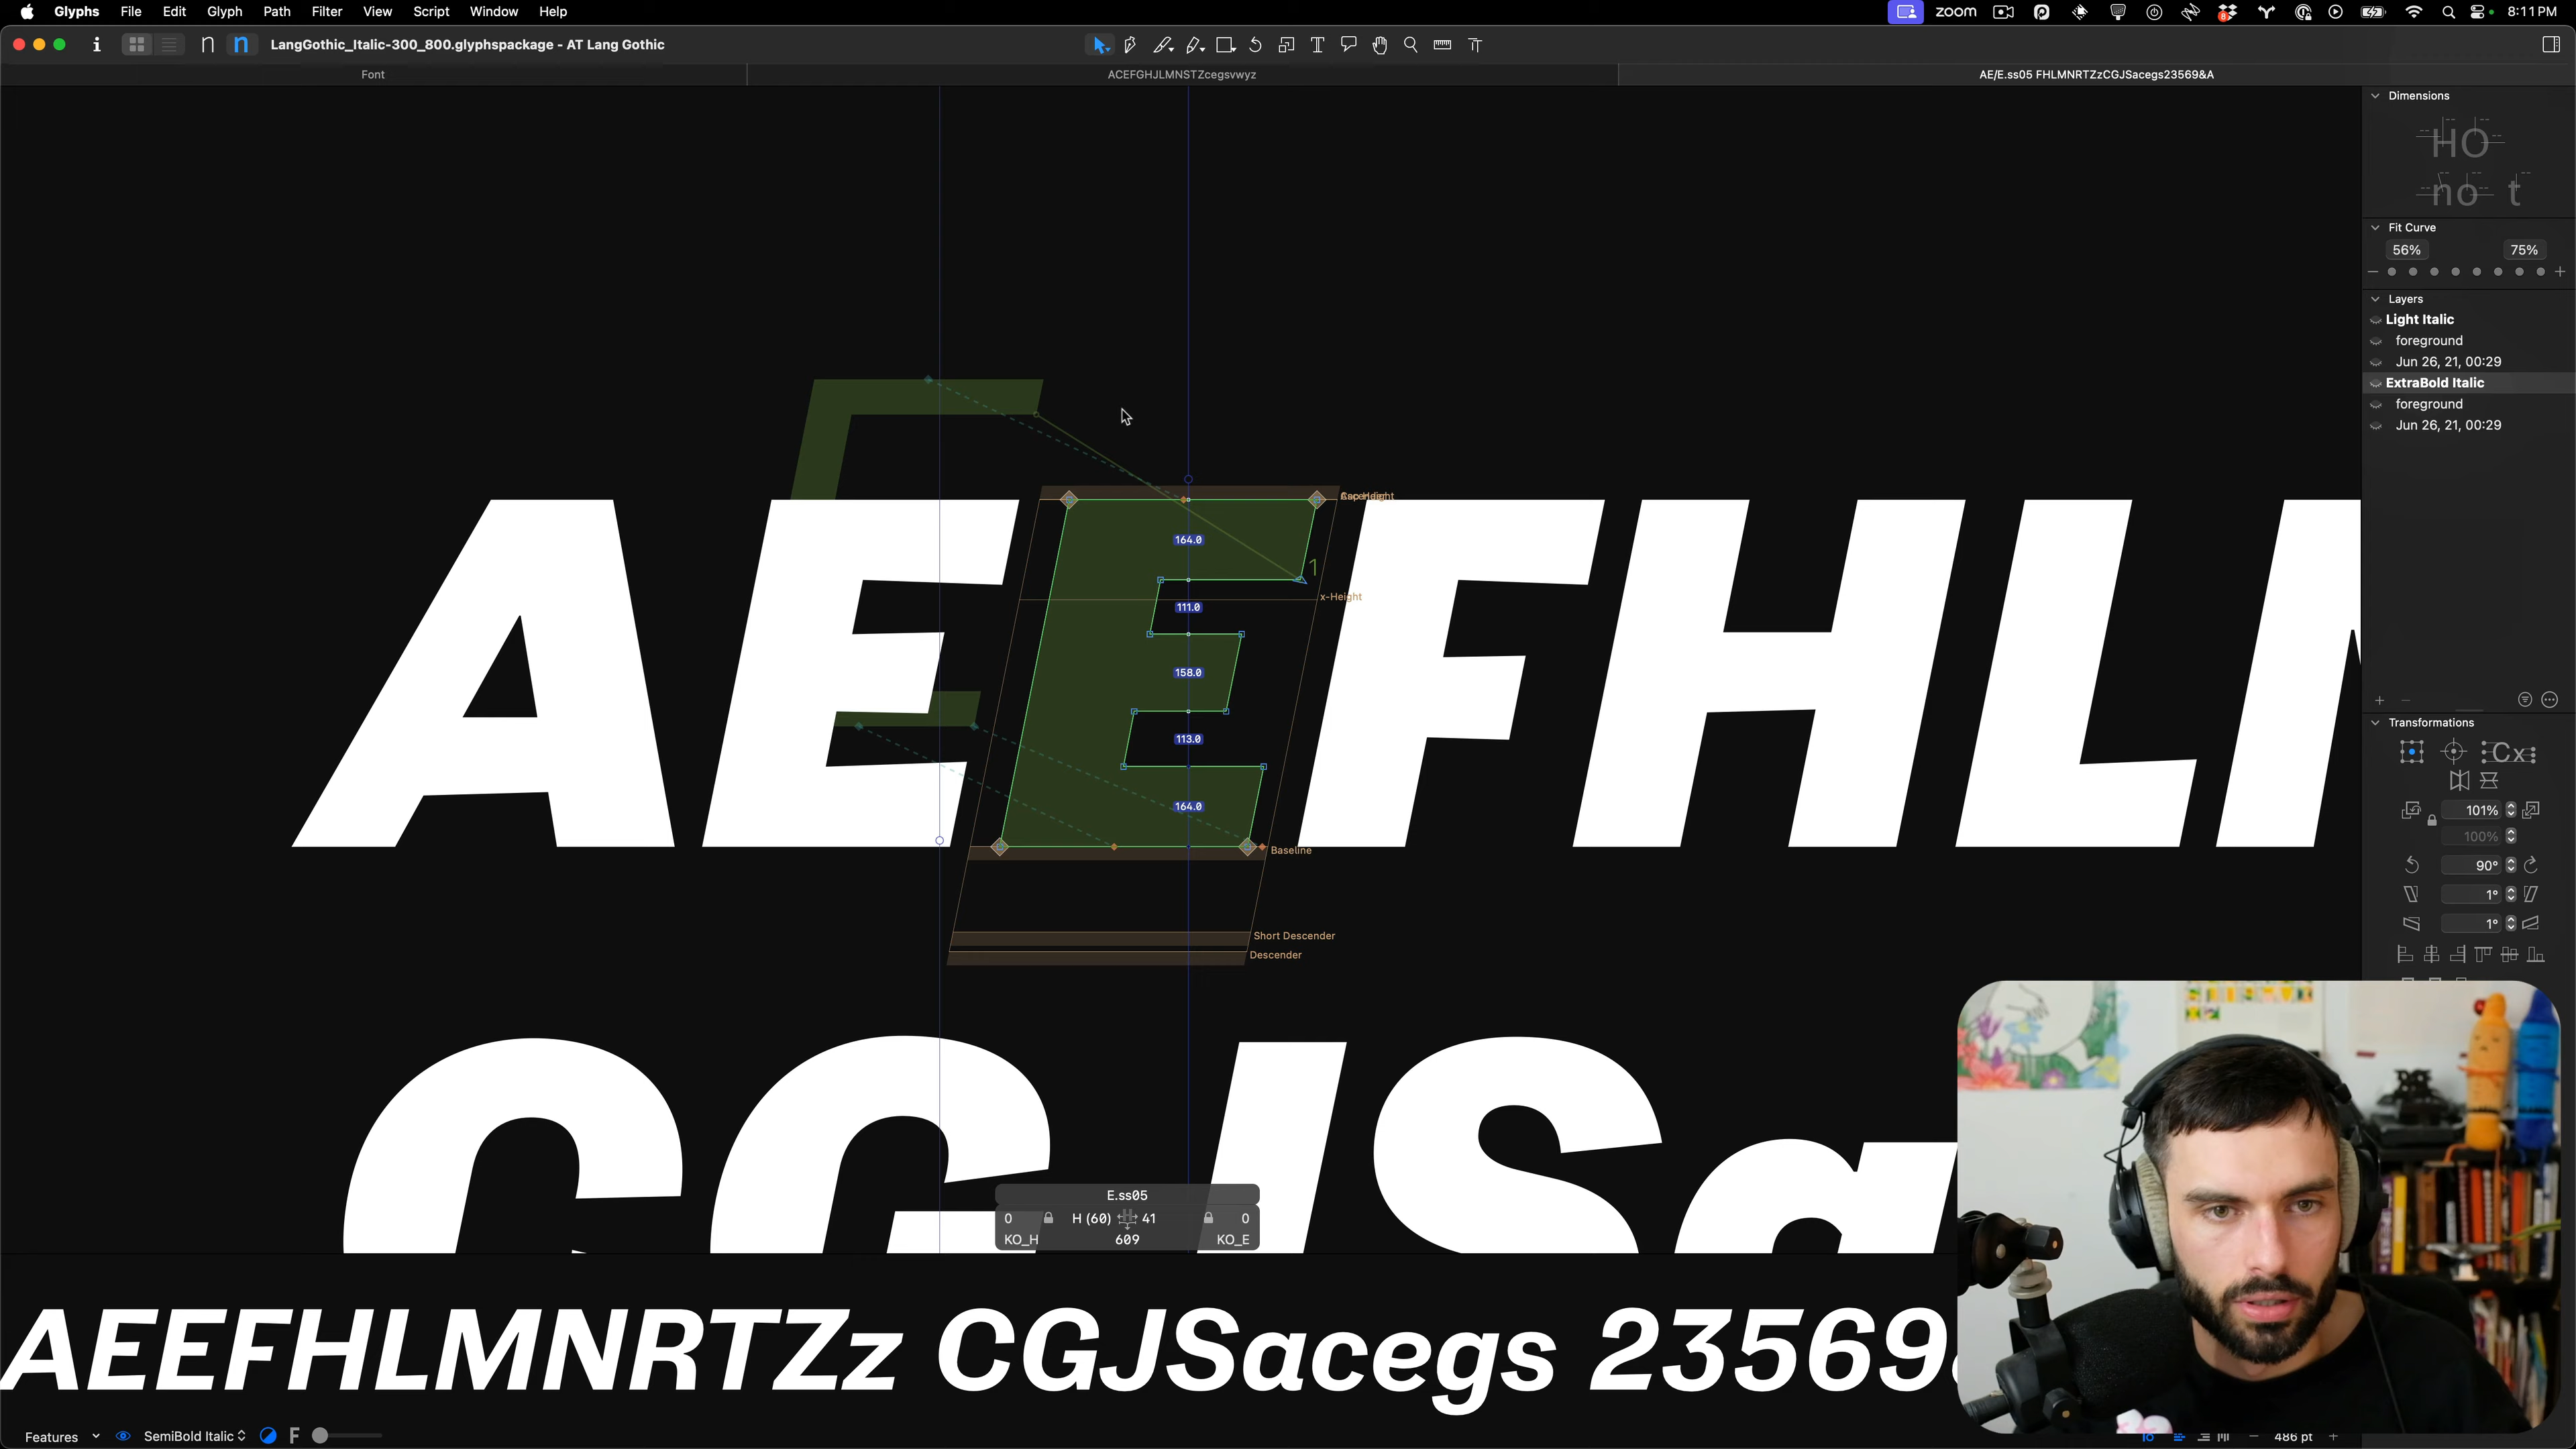 Glyphs File Edit Glyph Path Filter View Script Window Help zoom 8:11 PM
LangGothic_Italic-300_800.glyphspackage - AT Lang Gothic
Font ACEFGHJLMNSTZcegsvwyz AE/E.ss05 FHLMNRTZzCGJSacegs23569&A
Dimensions
HO
no t
Fit Curve
56% 75%
Layers
Light Italic
foreground
Jun 26, 21, 00:29
ExtraBold Italic
foreground
Jun 26, 21, 00:29
AEEFHLM
164.0
1
111.0
x-Height
158.0
113.0
164.0
Baseline
Short Descender
Descender
Transformations
Cx
101%
100%
90°
1°
1°
CGJSa
E.ss05
0 H (60) 41 0
KO_H 609 KO_E
AEEFHLMNRTZz CGJSacegs 23569
Features SemiBold Italic F 486 pt